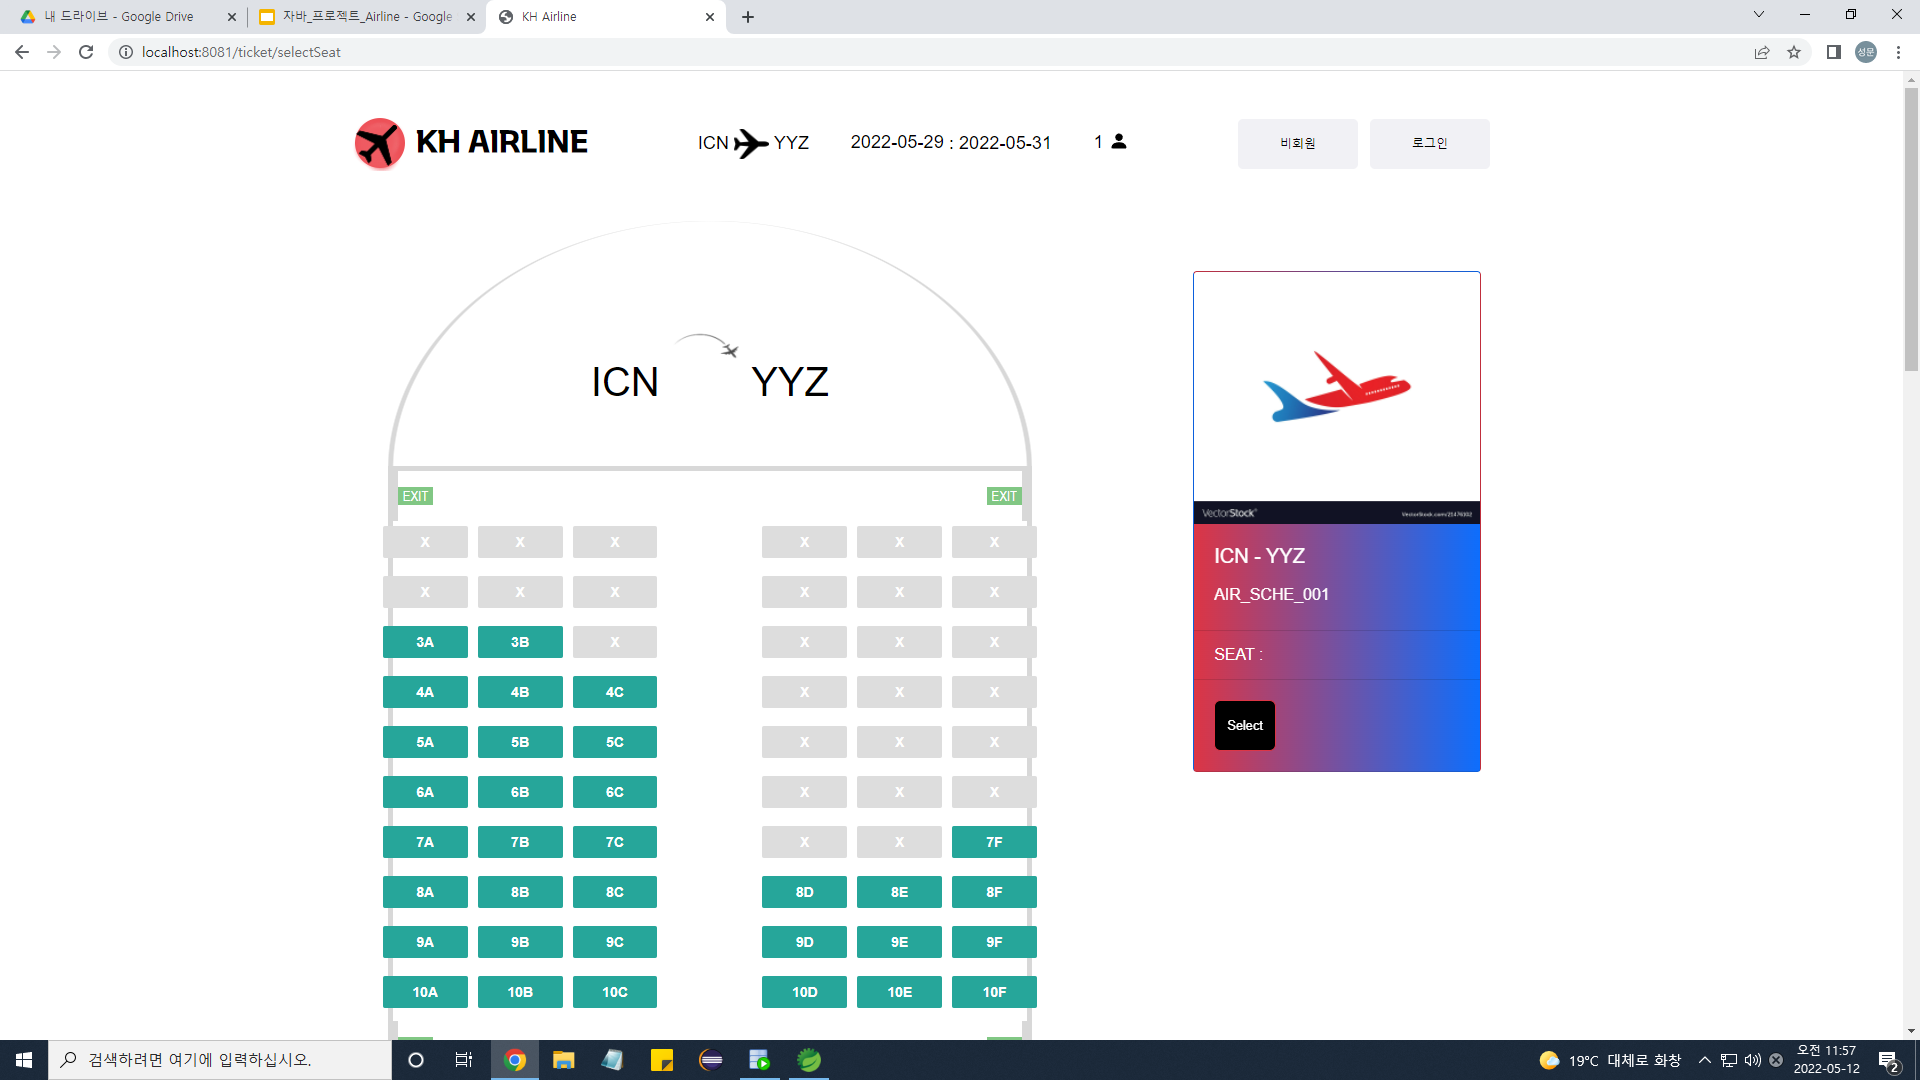 내 드라이브 - Google Drive
자바_프로젝트_Airline - Google
KH Airline
localhost:8081/ticket/selectSeat
성문
KH AIRLINE
ICN YYZ
2022-05-29 : 2022-05-31
1
비회원
로그인
ICN YYZ
EXIT EXIT
X X X X X X
X X X X X X
3A 3B X X X X
4A 4B 4C X X X
5A 5B 5C X X X
6A 6B 6C X X X
7A 7B 7C X X 7F
8A 8B 8C 8D 8E 8F
9A 9B 9C 9D 9E 9F
10A 10B 10C 10D 10E 10F
VectorStock®
ICN - YYZ
AIR_SCHE_001
SEAT :
Select
검색하려면 여기에 입력하십시오.
19°C 대체로 화창
오전 11:57
2022-05-12
2